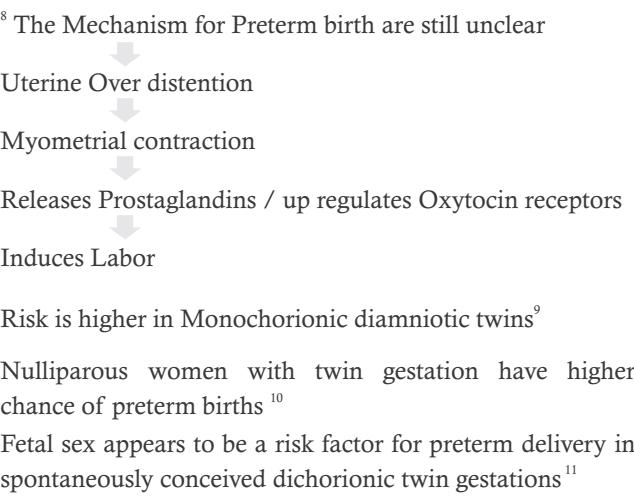 ⁸ The Mechanism for Preterm birth are still unclear
Uterine Over distention
Myometrial contraction
Releases Prostaglandins / up regulates Oxytocin receptors
Induces Labor
Risk is higher in Monochorionic diamniotic twins⁹
Nulliparous women with twin gestation have higher
chance of preterm births ¹⁰
Fetal sex appears to be a risk factor for preterm delivery in
spontaneously conceived dichorionic twin gestations ¹¹